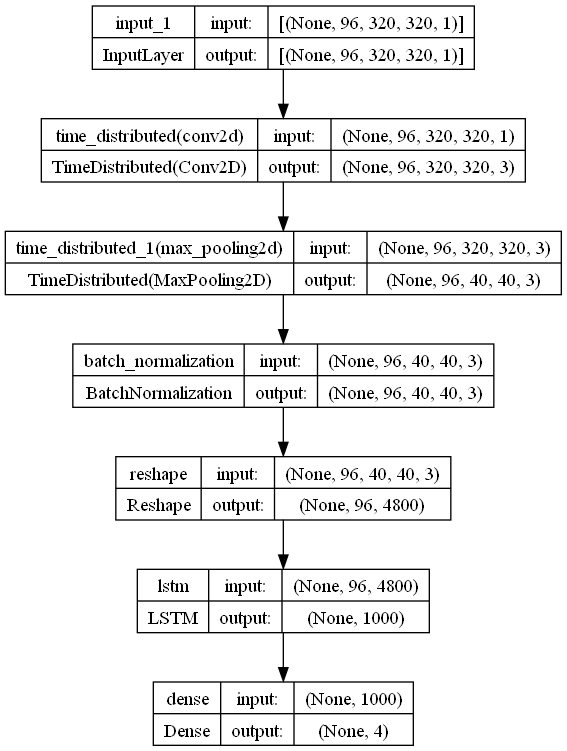 input_1 input: [(None, 96, 320, 320, 1)]
InputLayer output: [(None, 96, 320, 320, 1)]
time_distributed(conv2d) input: (None, 96, 320, 320, 1)
TimeDistributed(Conv2D) output: (None, 96, 320, 320, 3)
time_distributed_1(max_pooling2d) input: (None, 96, 320, 320, 3)
TimeDistributed(MaxPooling2D) output: (None, 96, 40, 40, 3)
batch_normalization input: (None, 96, 40, 40, 3)
BatchNormalization output: (None, 96, 40, 40, 3)
reshape input: (None, 96, 40, 40, 3)
Reshape output: (None, 96, 4800)
lstm input: (None, 96, 4800)
LSTM output: (None, 1000)
dense input: (None, 1000)
Dense output: (None, 4)